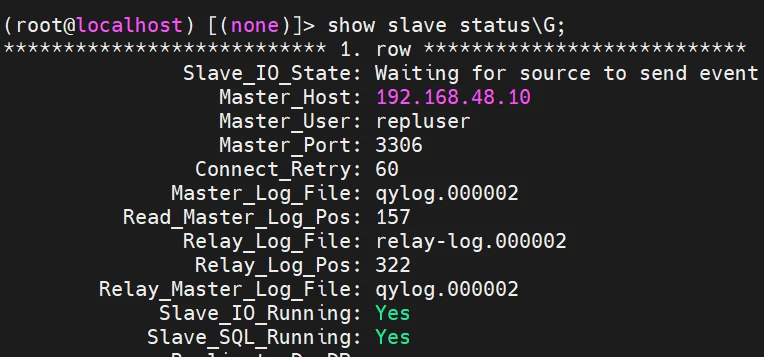 (root@localhost) [(none)]> show slave status\G;
*************************** 1. row ***************************
Slave_IO_State: Waiting for source to send event
Master_Host: 192.168.48.10
Master_User: repluser
Master_Port: 3306
Connect_Retry: 60
Master_Log_File: qylog.000002
Read_Master_Log_Pos: 157
Relay_Log_File: relay-log.000002
Relay_Log_Pos: 322
Relay_Master_Log_File: qylog.000002
Slave_IO_Running: Yes
Slave_SQL_Running: Yes